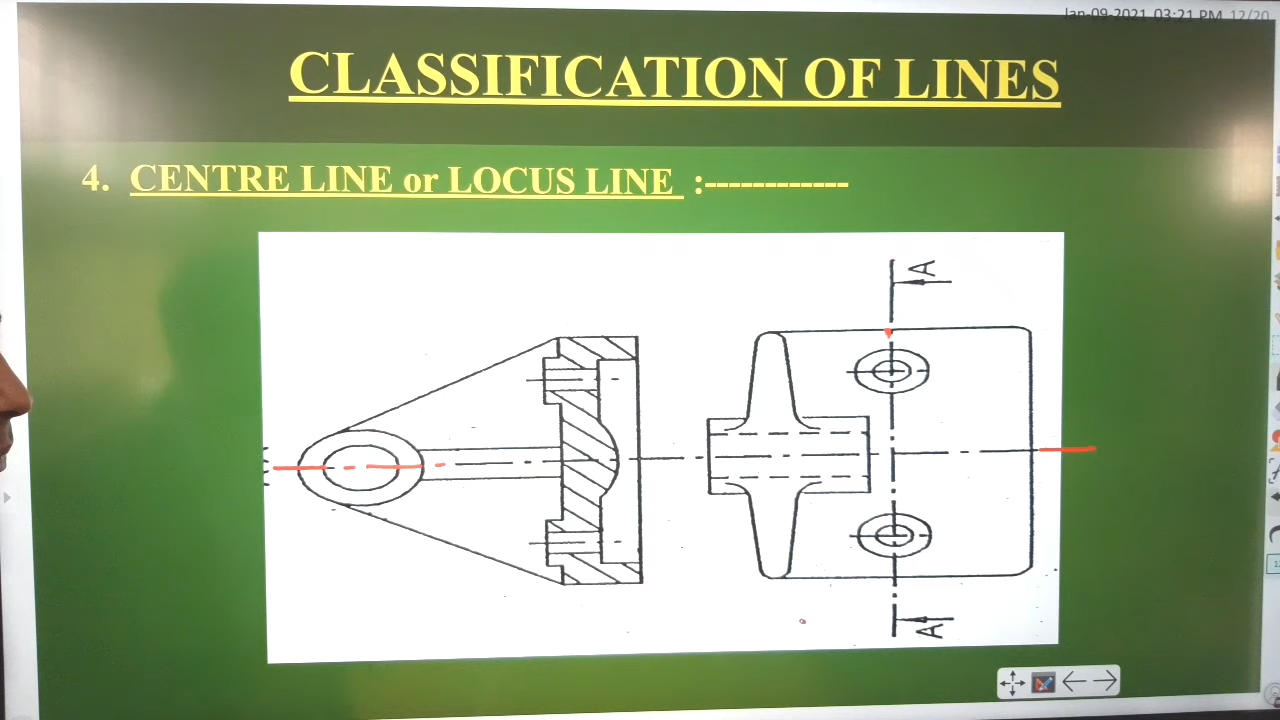 Jan-09-2021 03:21 PM 12/20
CLASSIFICATION OF LINES
4. CENTRE LINE or LOCUS LINE :------------
A
A